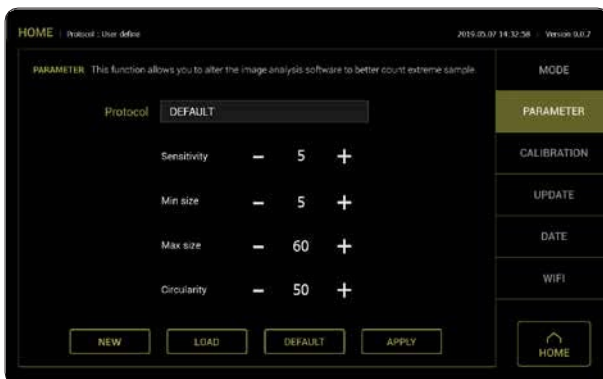 HOME | Protocol : User define
2019.05.07 14:32:58 Version 0.0.7
PARAMETER This function allows you to alter the image analysis software to better count extreme sample.
Protocol DEFAULT
Sensitivity − 5 +
Min size − 5 +
Max size − 60 +
Circularity − 50 +
NEW LOAD DEFAULT APPLY
MODE
PARAMETER
CALIBRATION
UPDATE
DATE
WIFI
HOME